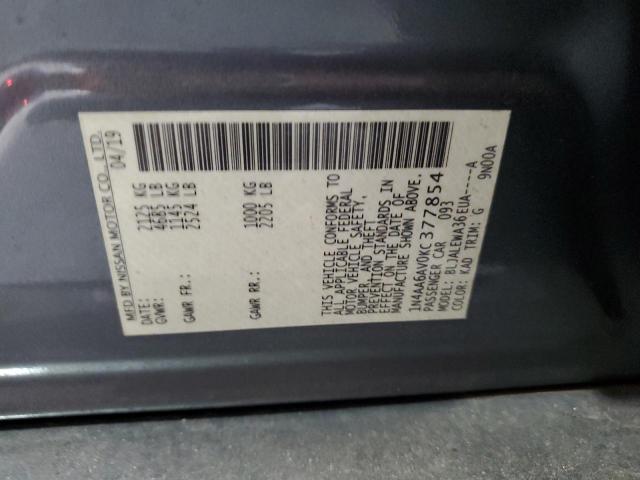 MFD BY NISSAN MOTOR CO., LTD.
DATE: 04/19
GVWR: 2125 KG
4685 LB
GAWR FR.: 1145 KG
2524 LB
GAWR RR.: 1000 KG
2205 LB
THIS VEHICLE CONFORMS TO
ALL APPLICABLE FEDERAL
MOTOR VEHICLE SAFETY,
BUMPER, AND THEFT
PREVENTION STANDARDS IN
EFFECT ON THE DATE OF
MANUFACTURE SHOWN ABOVE.
1N4AA6AV0KC377854
PASSENGER CAR 093
MODEL: BLJALEWA36EUA-----A
COLOR: KAD TRIM: G 9N00A